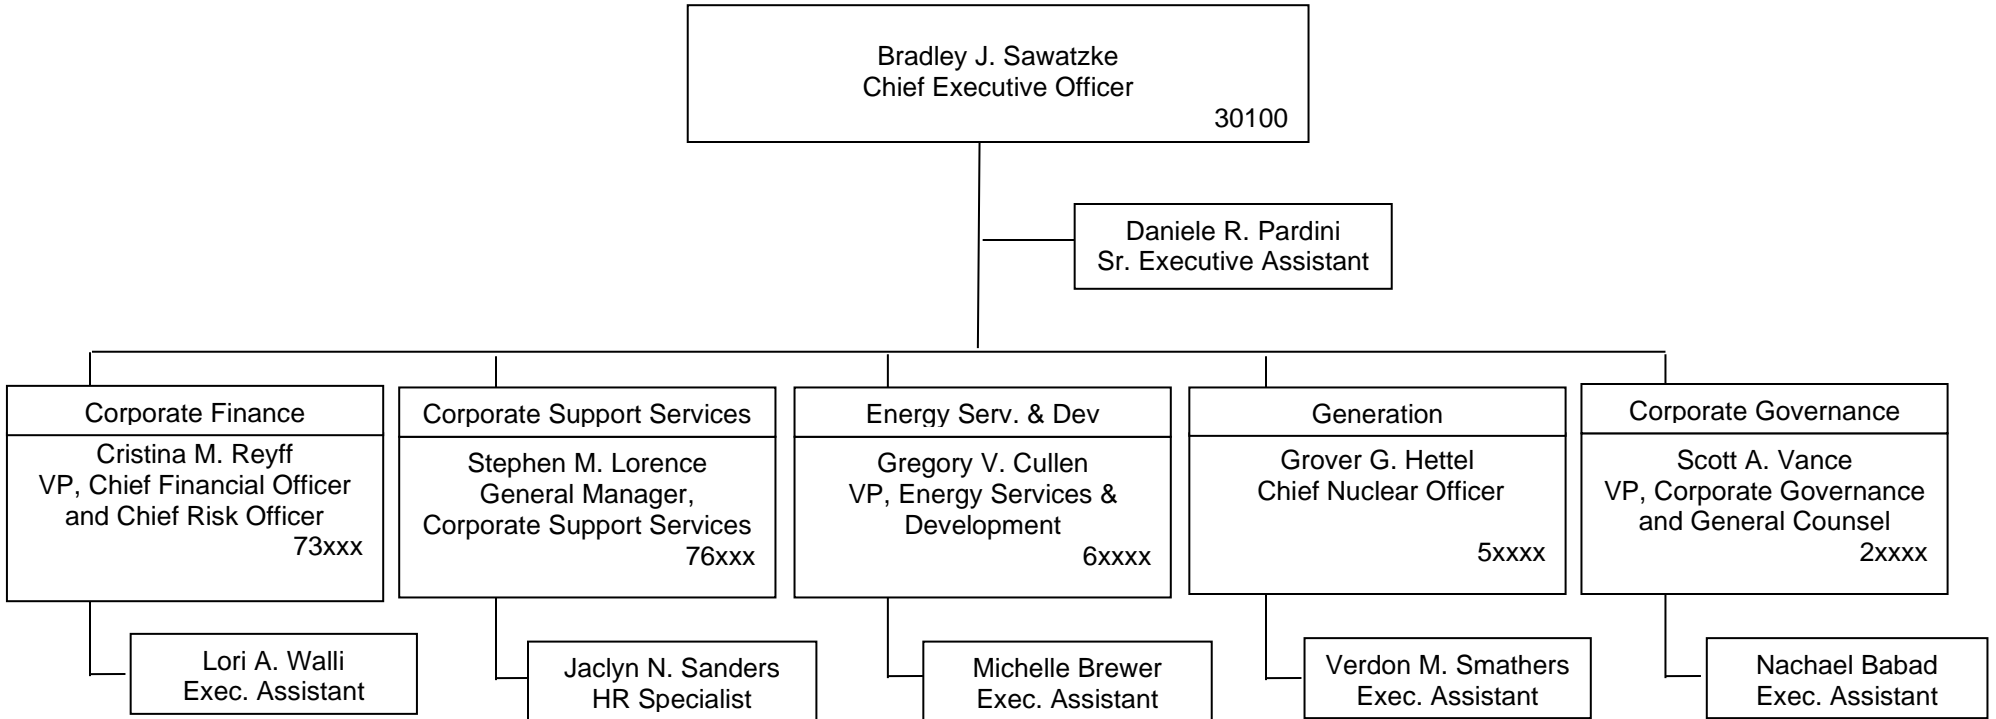 Bradley J. Sawatzke
Chief Executive Officer
30100
Daniele R. Pardini
Sr. Executive Assistant
Corporate Finance
Cristina M. Reyff
VP, Chief Financial Officer
and Chief Risk Officer
73xxx
Lori A. Walli
Exec. Assistant
Corporate Support Services
Stephen M. Lorence
General Manager,
Corporate Support Services
76xxx
Jaclyn N. Sanders
HR Specialist
Energy Serv. & Dev
Gregory V. Cullen
VP, Energy Services &
Development
6xxxx
Michelle Brewer
Exec. Assistant
Generation
Grover G. Hettel
Chief Nuclear Officer
5xxxx
Verdon M. Smathers
Exec. Assistant
Corporate Governance
Scott A. Vance
VP, Corporate Governance
and General Counsel
2xxxx
Nachael Babad
Exec. Assistant